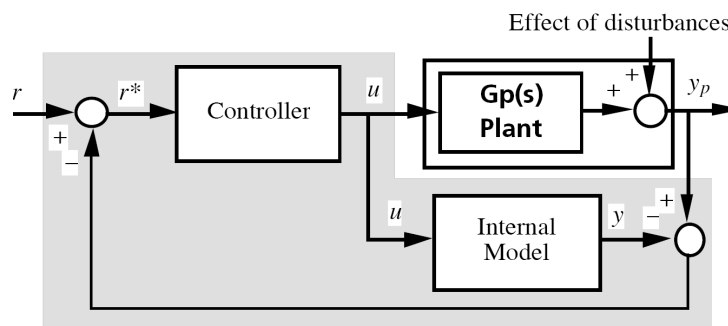 Effect of disturbances
r
+
−
r*
Controller
u
Gp(s)
Plant
+
+
y_p
u
Internal
Model
y
−
+